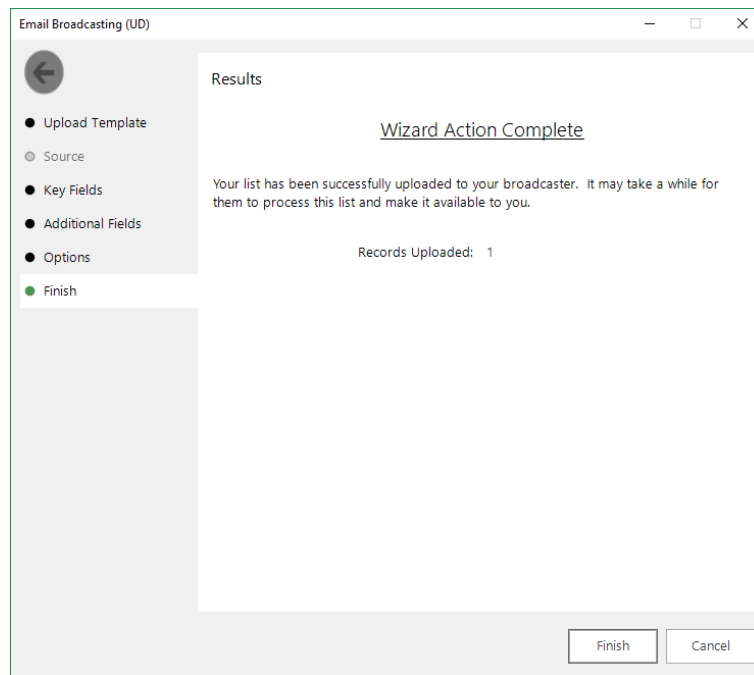 Email Broadcasting (UD)
Upload Template
Source
Key Fields
Additional Fields
Options
Finish
Results
Wizard Action Complete
Your list has been successfully uploaded to your broadcaster.  It may take a while for
them to process this list and make it available to you.
Records Uploaded:  1
Finish
Cancel